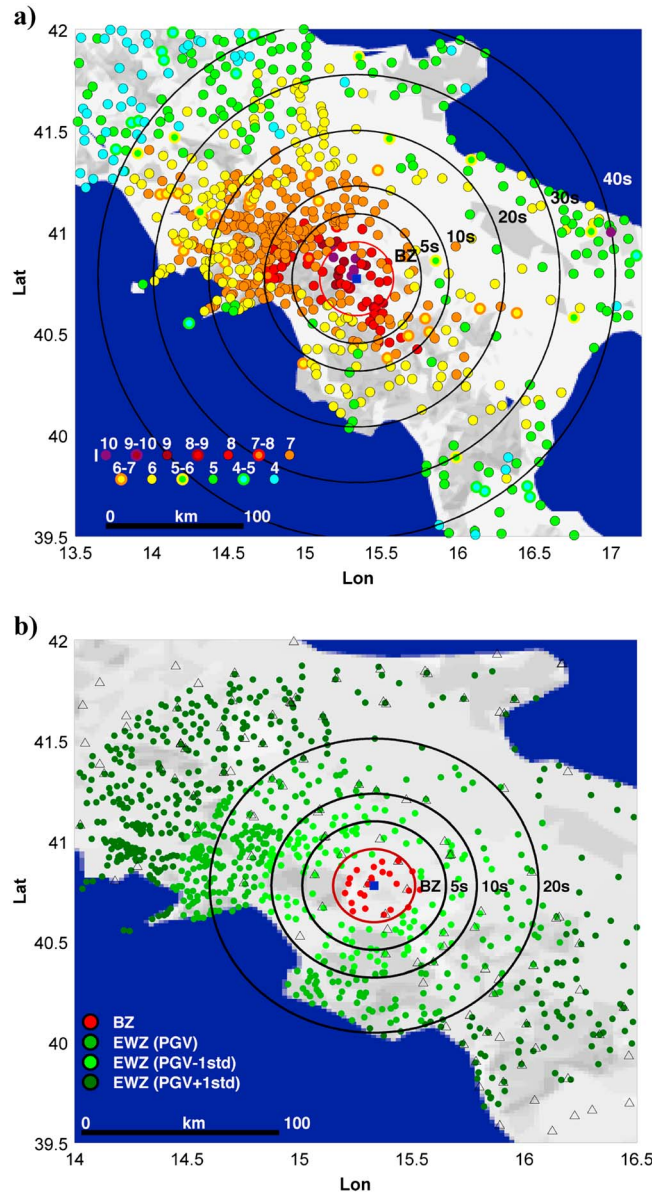 a)
42
41.5
41
40.5
40
39.5
Lat
40s
30s
20s
10s
5s
BZ
10 9-10 9 8-9 8 7-8 7
I
6-7 6 5-6 5 4-5 4
0 km 100
13.5 14 14.5 15 15.5 16 16.5 17
Lon
b)
42
41.5
41
40.5
40
39.5
Lat
BZ 5s 10s 20s
BZ
EWZ (PGV)
EWZ (PGV-1std)
EWZ (PGV+1std)
0 km 100
14 14.5 15 15.5 16 16.5
Lon